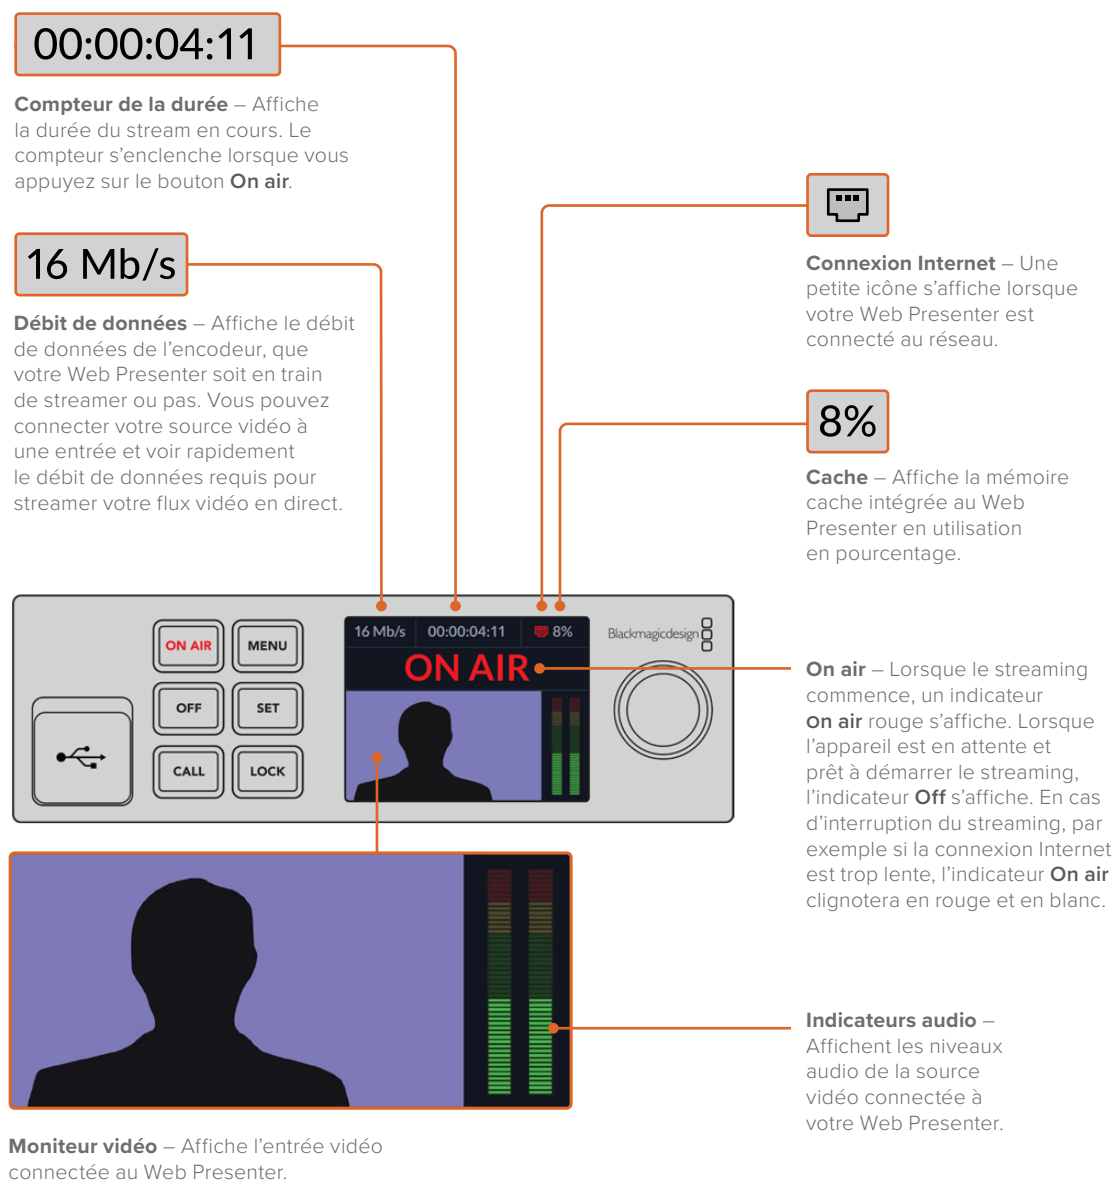 00:00:04:11
Compteur de la durée – Affiche
la durée du stream en cours. Le
compteur s’enclenche lorsque vous
appuyez sur le bouton On air.
16 Mb/s
Débit de données – Affiche le débit
de données de l’encodeur, que
votre Web Presenter soit en train
de streamer ou pas. Vous pouvez
connecter votre source vidéo à
une entrée et voir rapidement
le débit de données requis pour
streamer votre flux vidéo en direct.
Connexion Internet – Une
petite icône s’affiche lorsque
votre Web Presenter est
connecté au réseau.
8%
Cache – Affiche la mémoire
cache intégrée au Web
Presenter en utilisation
en pourcentage.
ON AIR
MENU
OFF
SET
CALL
LOCK
16 Mb/s 00:00:04:11 8%
ON AIR
Blackmagicdesign
On air – Lorsque le streaming
commence, un indicateur
On air rouge s’affiche. Lorsque
l’appareil est en attente et
prêt à démarrer le streaming,
l’indicateur Off s’affiche. En cas
d’interruption du streaming, par
exemple si la connexion Internet
est trop lente, l’indicateur On air
clignotera en rouge et en blanc.
Indicateurs audio –
Affichent les niveaux
audio de la source
vidéo connectée à
votre Web Presenter.
Moniteur vidéo – Affiche l’entrée vidéo
connectée au Web Presenter.